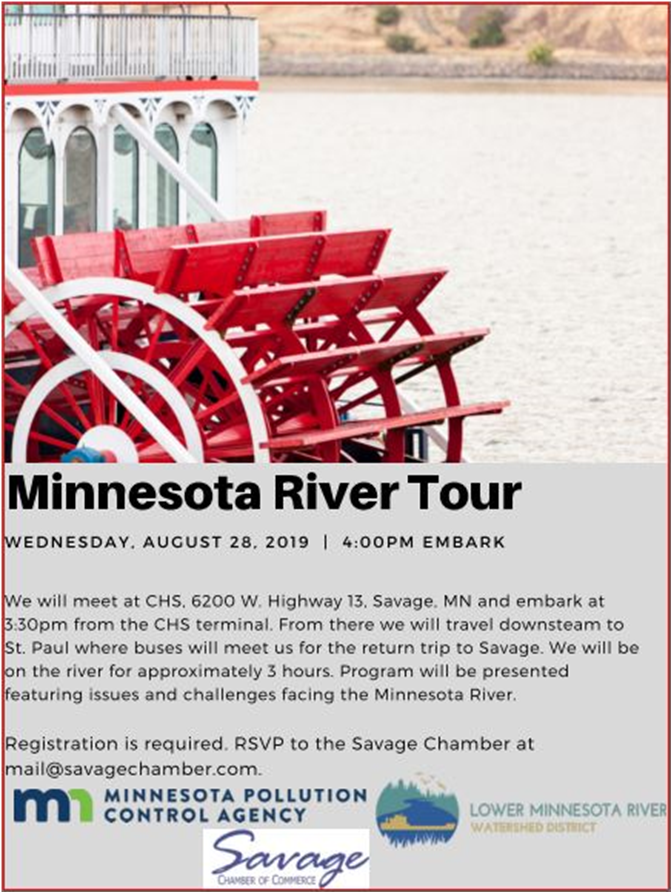 Minnesota River Tour
WEDNESDAY, AUGUST 28, 2019 | 4:00PM EMBARK
We will meet at CHS, 6200 W. Highway 13, Savage, MN and embark at
3:30pm from the CHS terminal. From there we will travel downsteam to
St. Paul where buses will meet us for the return trip to Savage. We will be
on the river for approximately 3 hours. Program will be presented
featuring issues and challenges facing the Minnesota River.
Registration is required. RSVP to the Savage Chamber at
mail@savagechamber.com.
mn MINNESOTA POLLUTION
CONTROL AGENCY
LOWER MINNESOTA RIVER
WATERSHED DISTRICT
Savage
CHAMBER OF COMMERCE